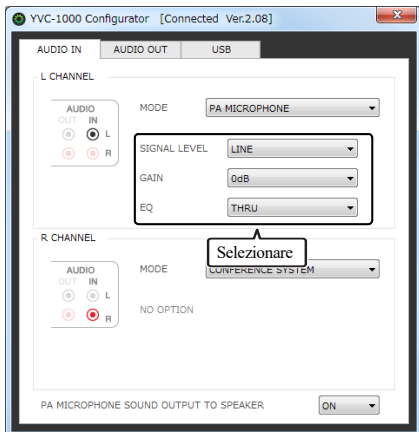 YVC-1000 Configurator [Connected Ver.2.08]
AUDIO IN AUDIO OUT USB
L CHANNEL
AUDIO
OUT IN
L
R
MODE PA MICROPHONE
SIGNAL LEVEL LINE
GAIN 0dB
EQ THRU
Selezionare
R CHANNEL
AUDIO
OUT IN
L
R
MODE CONFERENCE SYSTEM
NO OPTION
PA MICROPHONE SOUND OUTPUT TO SPEAKER ON